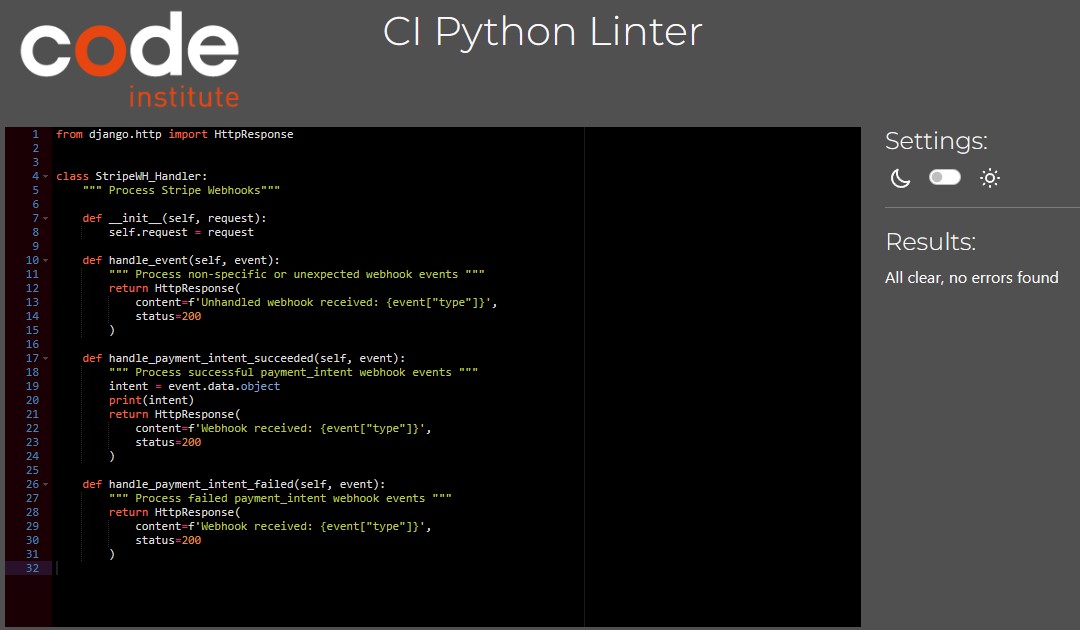 code
institute
CI Python Linter
1 from django.http import HttpResponse
2
3
4 class StripeWH_Handler:
5     """ Process Stripe Webhooks"""
6
7     def __init__(self, request):
8         self.request = request
9
10     def handle_event(self, event):
11         """ Process non-specific or unexpected webhook events """
12         return HttpResponse(
13             content=f'Unhandled webhook received: {event["type"]}',
14             status=200
15         )
16
17     def handle_payment_intent_succeeded(self, event):
18         """ Process successful payment_intent webhook events """
19         intent = event.data.object
20         print(intent)
21         return HttpResponse(
22             content=f'Webhook received: {event["type"]}',
23             status=200
24         )
25
26     def handle_payment_intent_failed(self, event):
27         """ Process failed payment_intent webhook events """
28         return HttpResponse(
29             content=f'Webhook received: {event["type"]}',
30             status=200
31         )
32
Settings:
Results:
All clear, no errors found